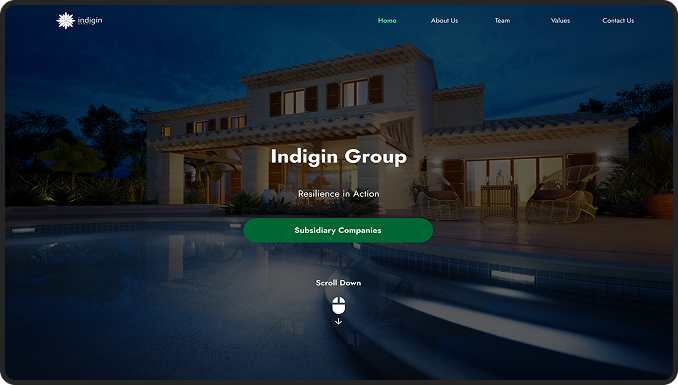 indigin
Home
About Us
Team
Values
Contact Us
Indigin Group
Resilience in Action
Subsidiary Companies
Scroll Down